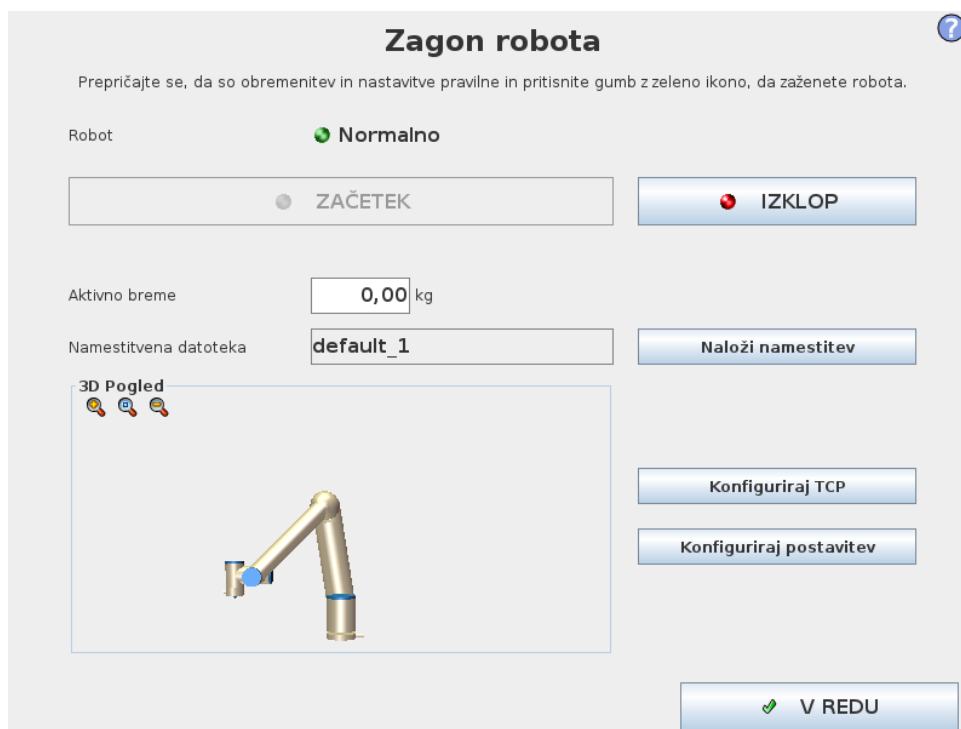 Zagon robota
?
Prepričajte se, da so obremenitev in nastavitve pravilne in pritisnite gumb z zeleno ikono, da zaženete robota.
Robot Normalno
ZAČETEK IZKLOP
Aktivno breme 0,00 kg
Namestitvena datoteka default_1 Naloži namestitev
3D Pogled
Konfiguriraj TCP
Konfiguriraj postavitev
V REDU